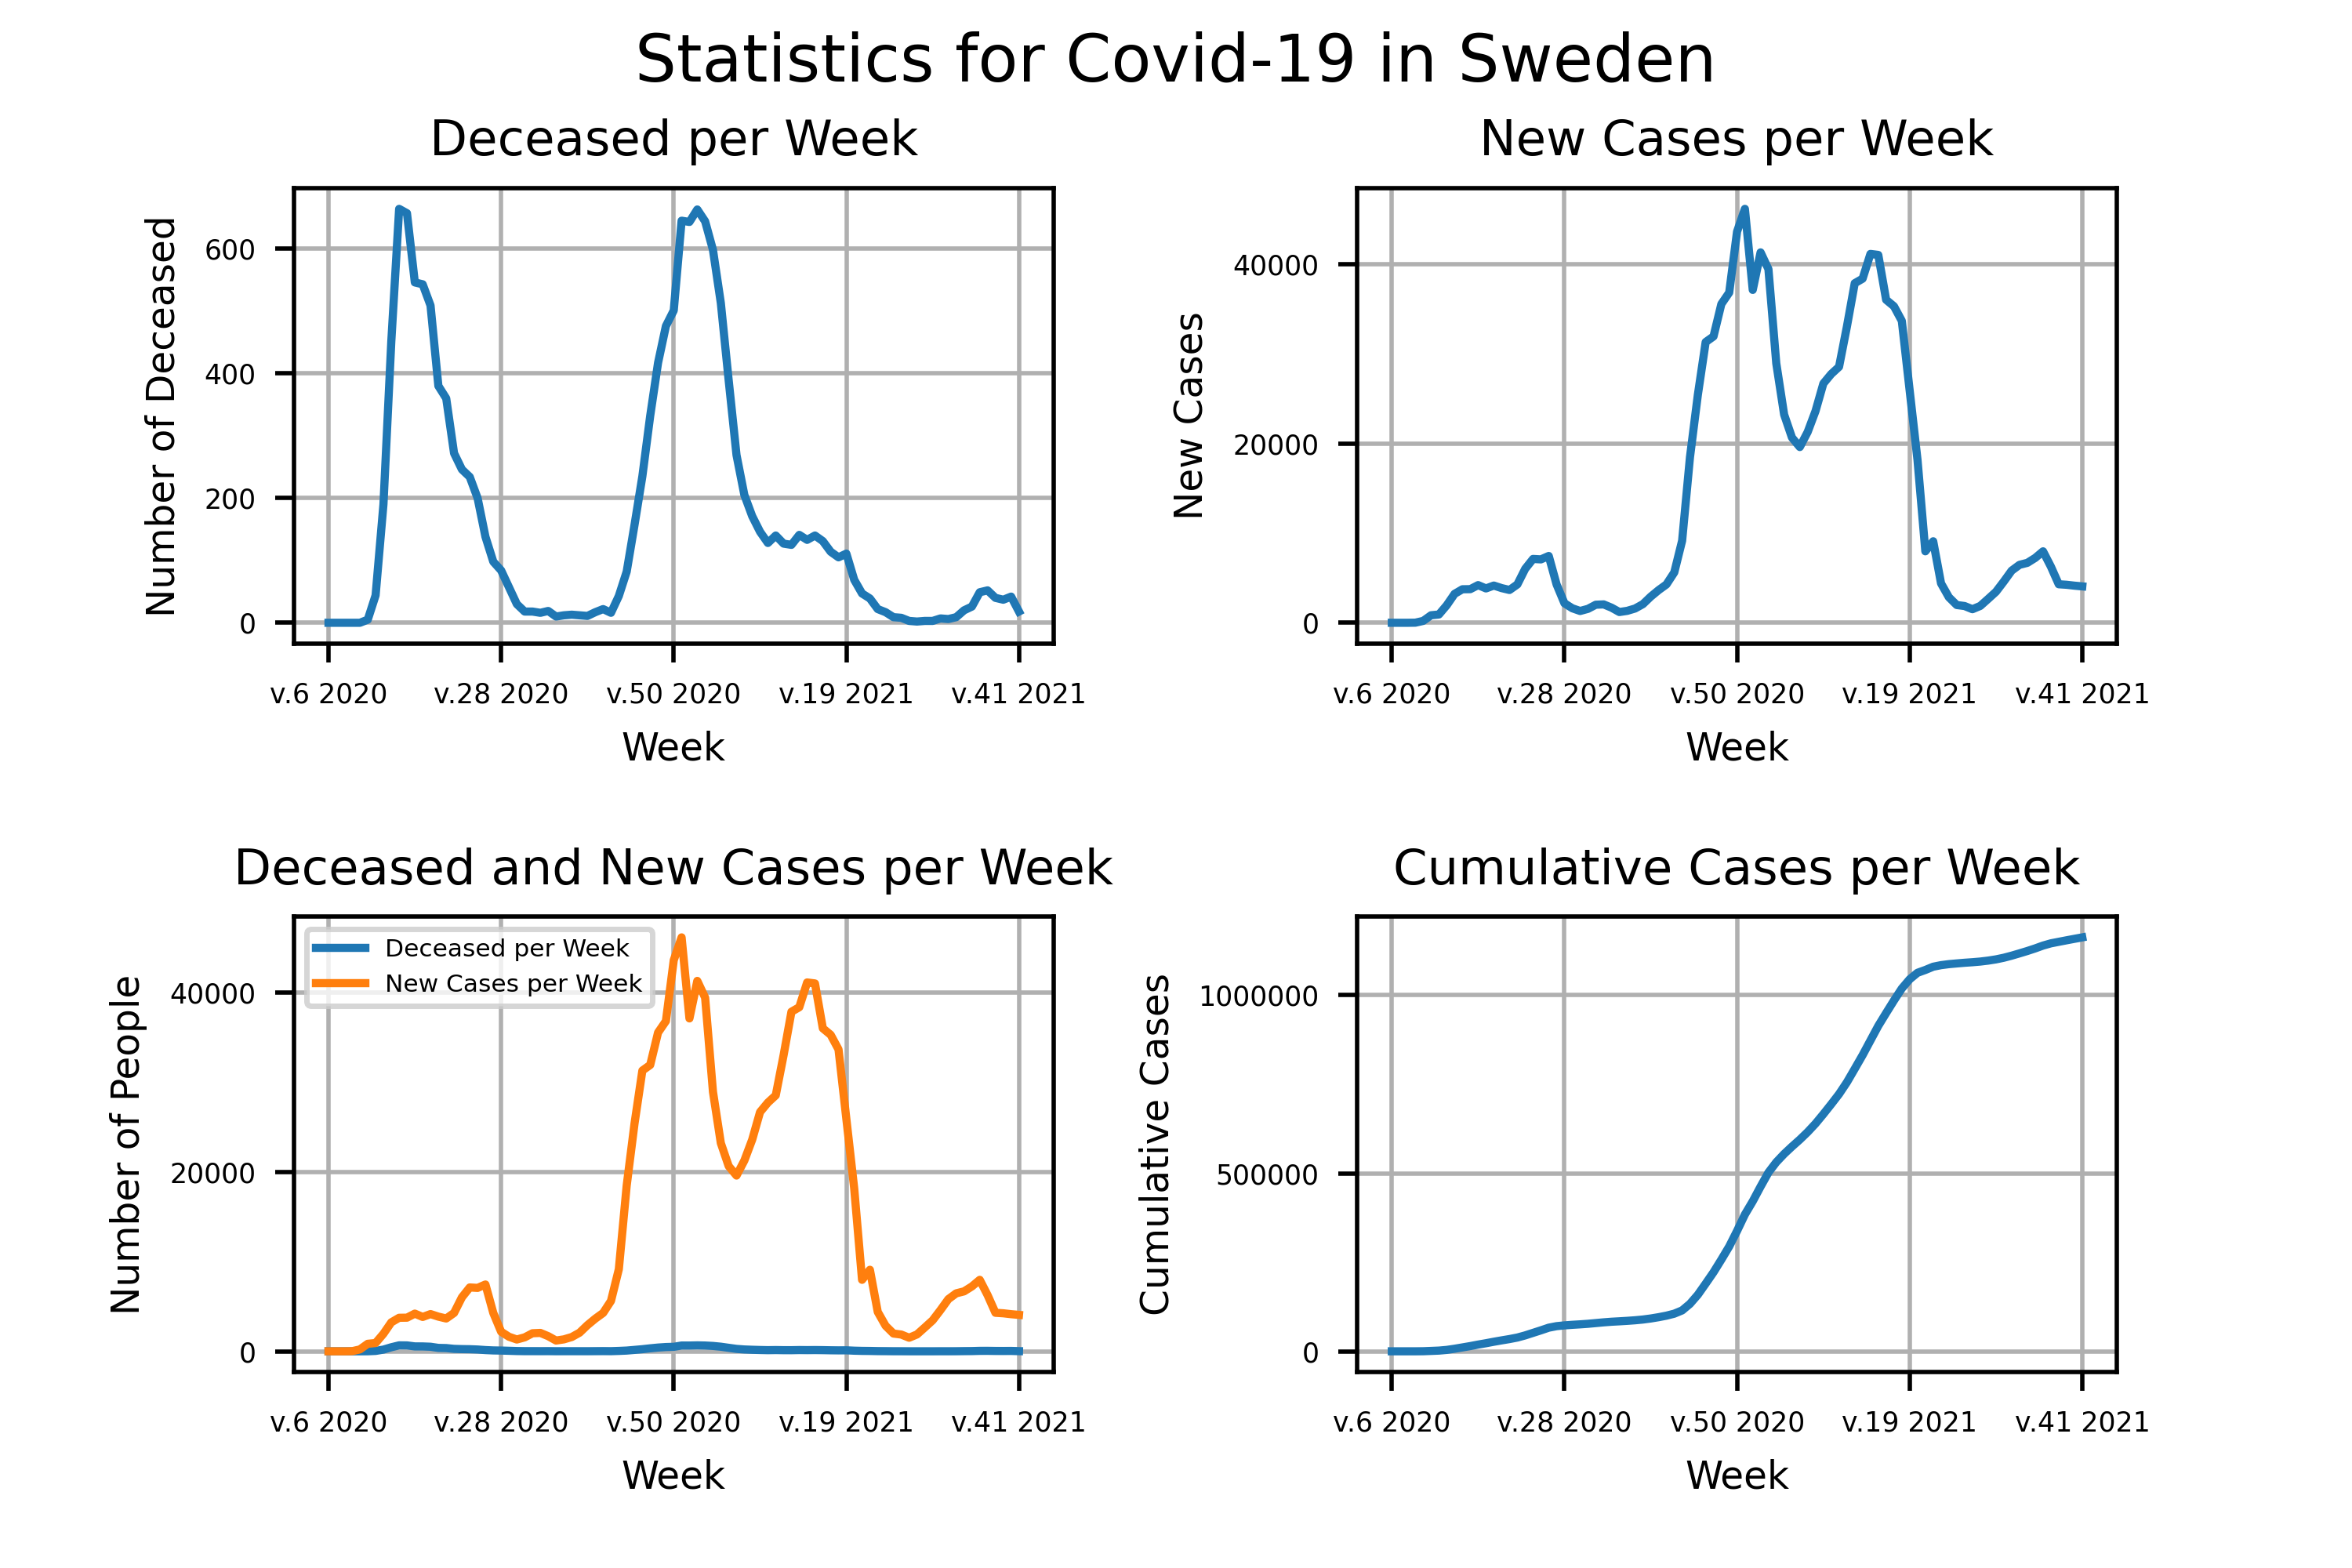 Statistics for Covid-19 in Sweden
Deceased per Week
Number of Deceased
600
400
200
0
v.6 2020 v.28 2020 v.50 2020 v.19 2021 v.41 2021
Week
New Cases per Week
New Cases
40000
20000
0
v.6 2020 v.28 2020 v.50 2020 v.19 2021 v.41 2021
Week
Deceased and New Cases per Week
Number of People
40000
20000
0
Deceased per Week
New Cases per Week
v.6 2020 v.28 2020 v.50 2020 v.19 2021 v.41 2021
Week
Cumulative Cases per Week
Cumulative Cases
1000000
500000
0
v.6 2020 v.28 2020 v.50 2020 v.19 2021 v.41 2021
Week